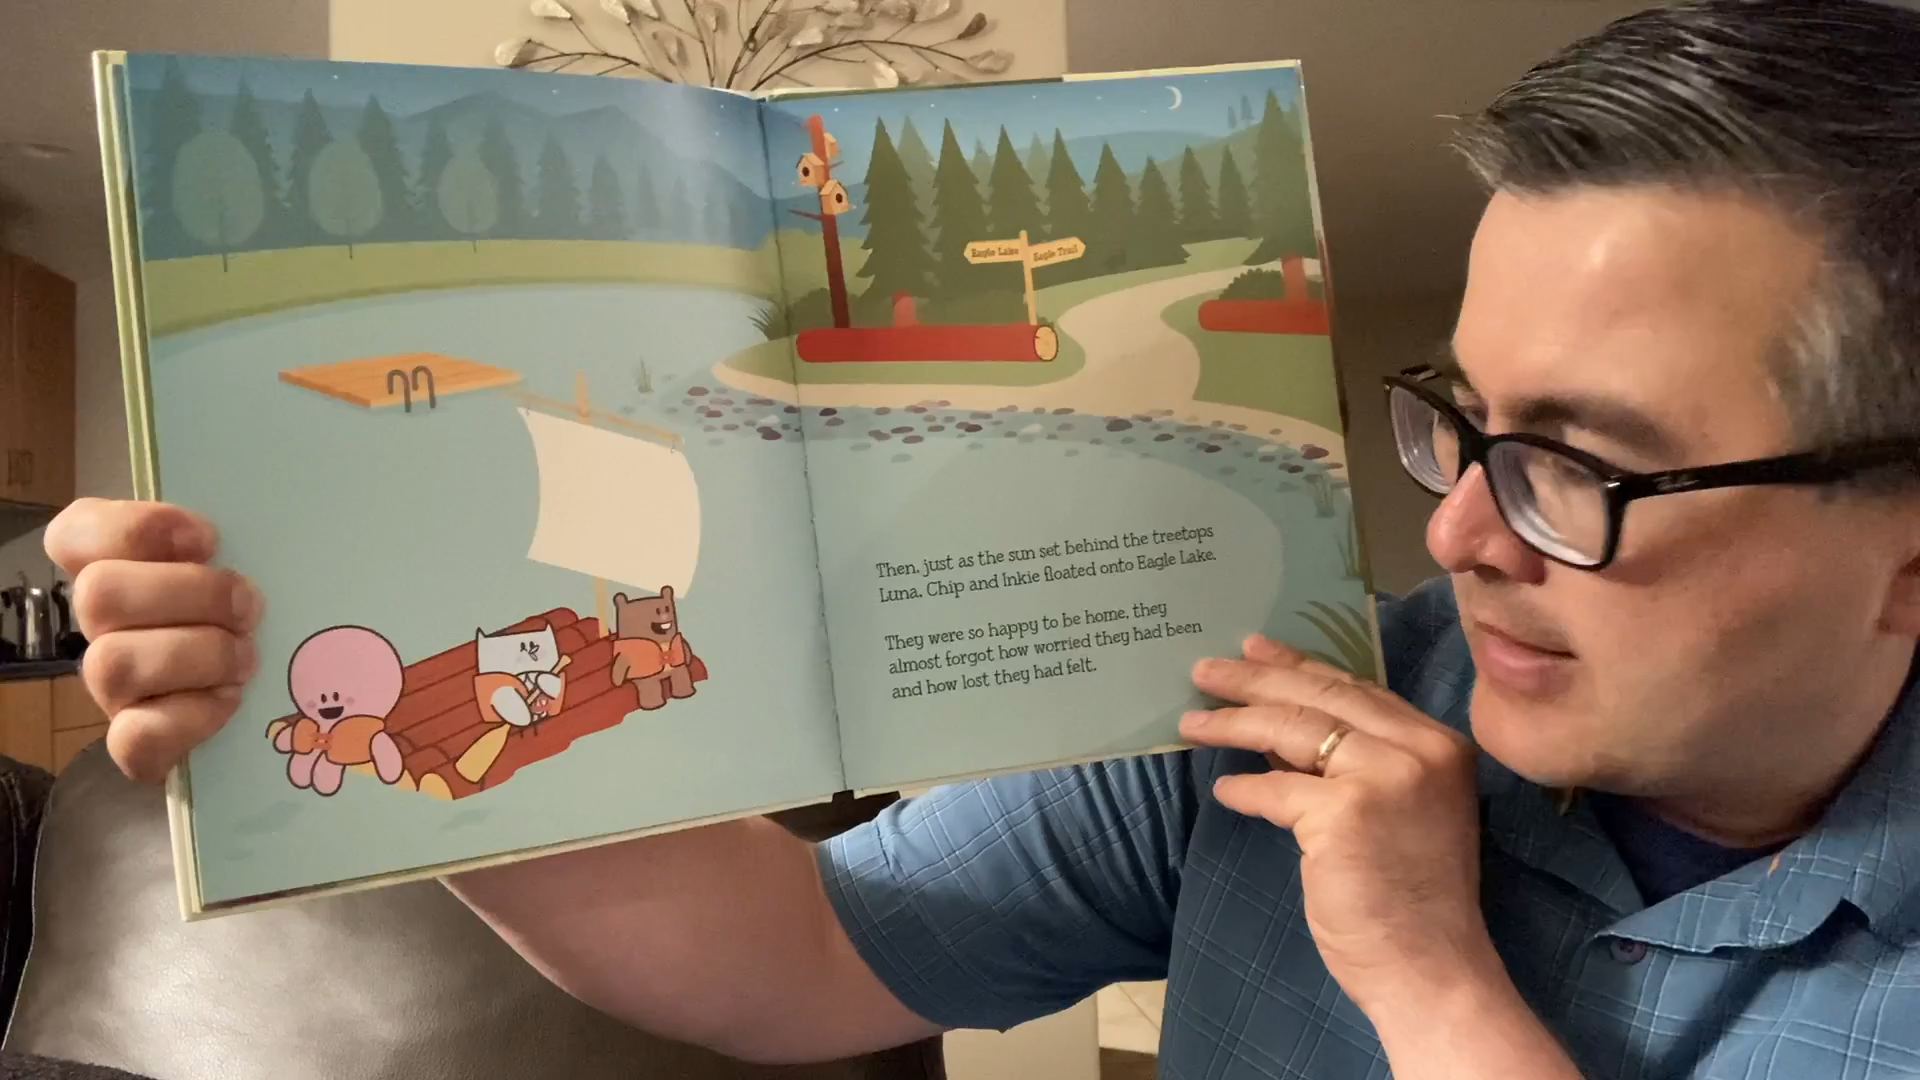 Eagle Lake
Eagle Trail
Then, just as the sun set behind the treetops
Luna, Chip and Inkie floated onto Eagle Lake.
They were so happy to be home, they
almost forgot how worried they had been
and how lost they had felt.